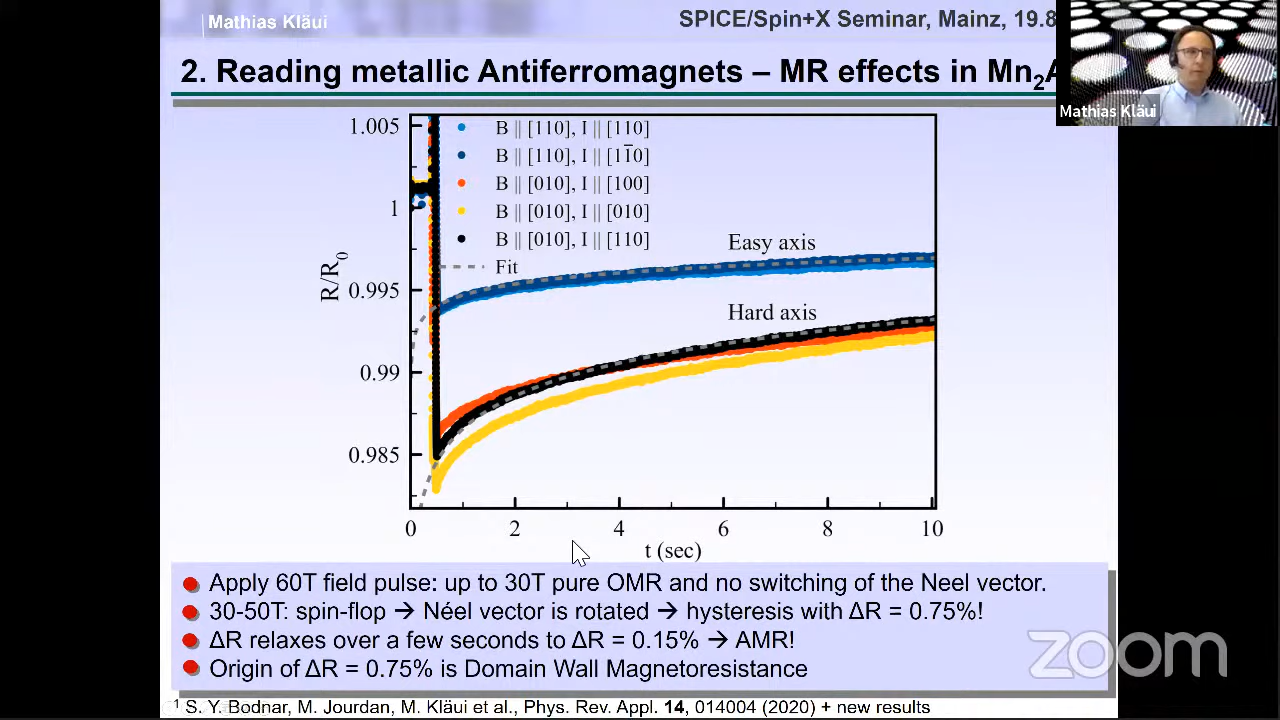 Mathias Kläui
SPICE/Spin+X Seminar, Mainz, 19.8
2. Reading metallic Antiferromagnets – MR effects in Mn₂A
Mathias Kläui
1.005
1
0.995
0.99
0.985
R/R₀
B || [110], I || [110]
B || [110], I || [11̅0]
B || [010], I || [100]
B || [010], I || [010]
B || [010], I || [110]
Fit
Easy axis
Hard axis
0 2 4 6 8 10
t (sec)
Apply 60T field pulse: up to 30T pure OMR and no switching of the Neel vector.
30-50T: spin-flop → Néel vector is rotated → hysteresis with ΔR = 0.75%!
ΔR relaxes over a few seconds to ΔR = 0.15% → AMR!
Origin of ΔR = 0.75% is Domain Wall Magnetoresistance
zoom
¹ S. Y. Bodnar, M. Jourdan, M. Kläui et al., Phys. Rev. Appl. 14, 014004 (2020) + new results